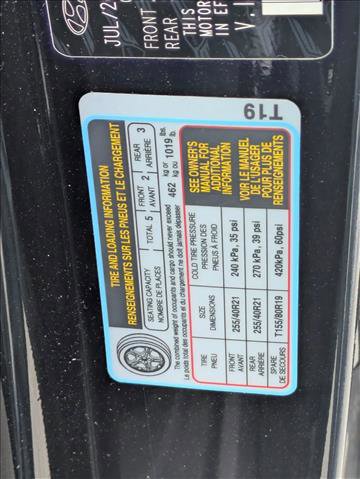 JUL/2
FRONT
REAR
THIS
MOTOR
IN EF
V.I
TIRE AND LOADING INFORMATION
RENSEIGNEMENTS SUR LES PNEUS ET LE CHARGEMENT
SEATING CAPACITY TOTAL 5 FRONT 2 REAR 3
NOMBRE DE PLACES AVANT ARRIÈRE
The combined weight of occupants and cargo should never exceed 462 kg or 1019 lbs.
Le poids total des occupants et du chargement ne doit jamais dépasser kg ou lb.
TIRE SIZE COLD TIRE PRESSURE
PNEU DIMENSION PRESSION DES PNEUS À FROID
FRONT AVANT 255/40R21 240 kPa, 35 psi
REAR ARRIÈRE 255/40R21 270 kPa, 39 psi
SPARE DE SECOURS T155/80R19 420kPa, 60psi
SEE OWNER'S
MANUAL FOR
ADDITIONAL
INFORMATION
VOIR LE MANUEL
DE L'USAGER
POUR PLUS DE
RENSEIGNEMENTS
T19